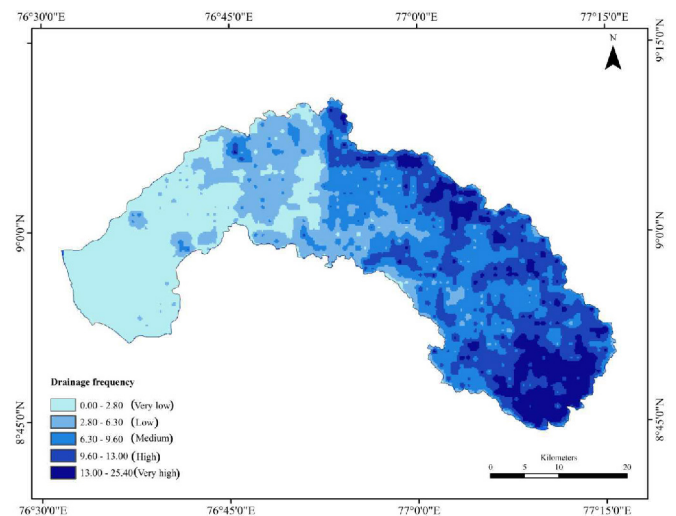 76°30'0"E 76°45'0"E 77°0'0"E 77°15'0"E
9°15'0"N
N
9°0'0"N 9°0'0"N
Drainage frequency
0.00 - 2.80 (Very low)
2.80 - 6.30 (Low)
6.30 - 9.60 (Medium)
9.60 - 13.00 (High)
13.00 - 25.40 (Very high)
8°45'0"N 8°45'0"N
Kilometers
0 5 10 20
76°30'0"E 76°45'0"E 77°0'0"E 77°15'0"E